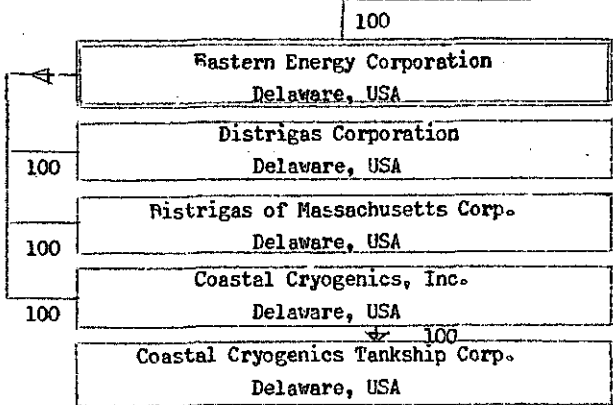 100
Eastern Energy Corporation
Delaware, USA
Distrigas Corporation
Delaware, USA
100
Distrigas of Massachusetts Corp.
Delaware, USA
100
Coastal Cryogenics, Inc.
Delaware, USA
100
100
Coastal Cryogenics Tankship Corp.
Delaware, USA